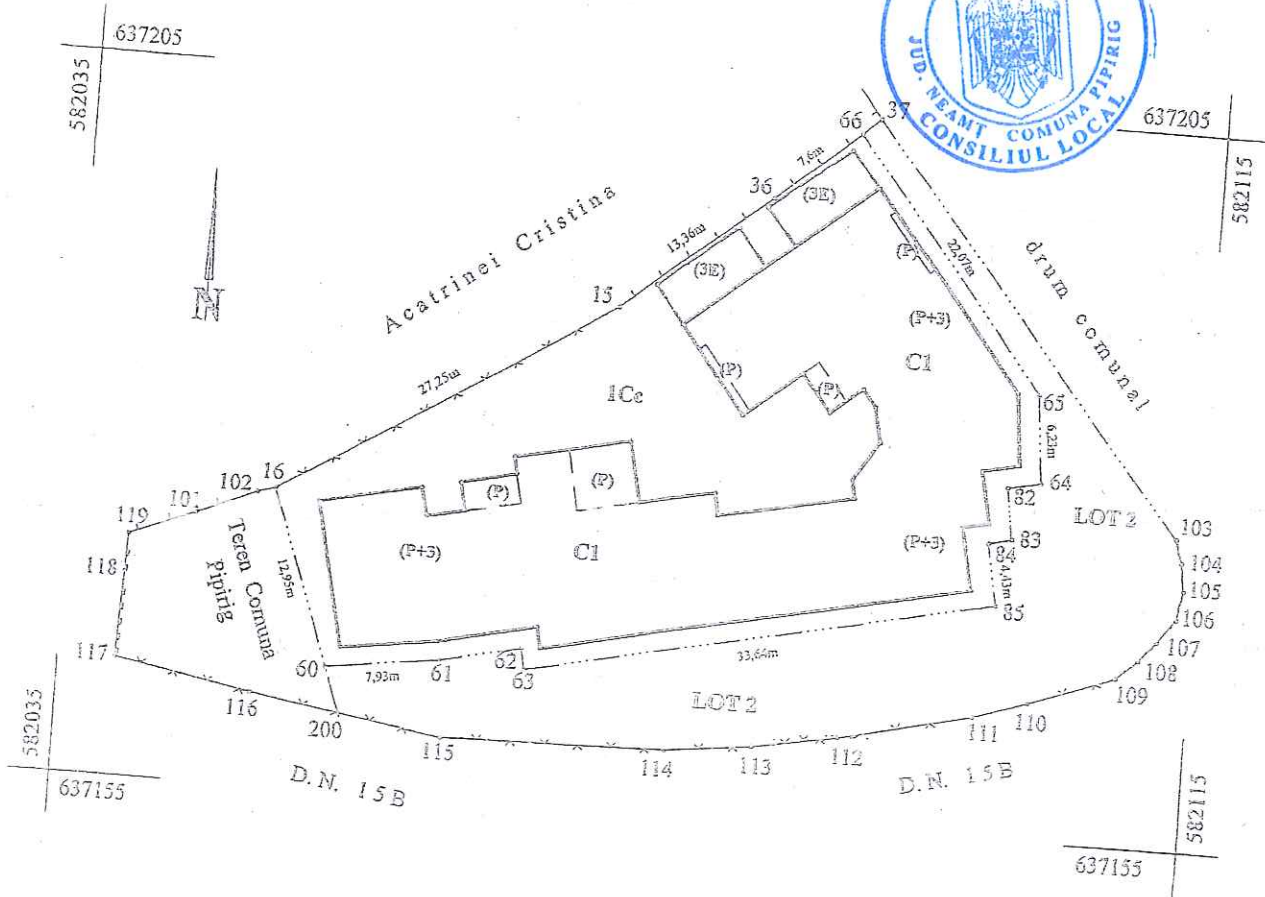 637205
582035
JUD. NEAMT COMUNA PIPIRIG
CONSILIUL LOCAL
637205
582115
37
66
7,6m
36
(3E)
13,36m
(3E)
Acatrinei Cristina
15
22,07m
(P)
drum comunal
(P+3)
C1
N
27,25m
(P)
(P)
1Cc
65
6,23m
16
102
101
119
(P)
(P)
64
82
LOT 2
103
118
Teren Comuna
Pipirig
12,95m
(P+3)
C1
(P+3)
83
84
4,43m
104
105
85
106
117
60
61
62
63
7,93m
33,64m
107
108
109
116
200
LOT 2
110
115
114
113
112
111
582035
637155
D.N. 15B
D.N. 15B
582115
637155